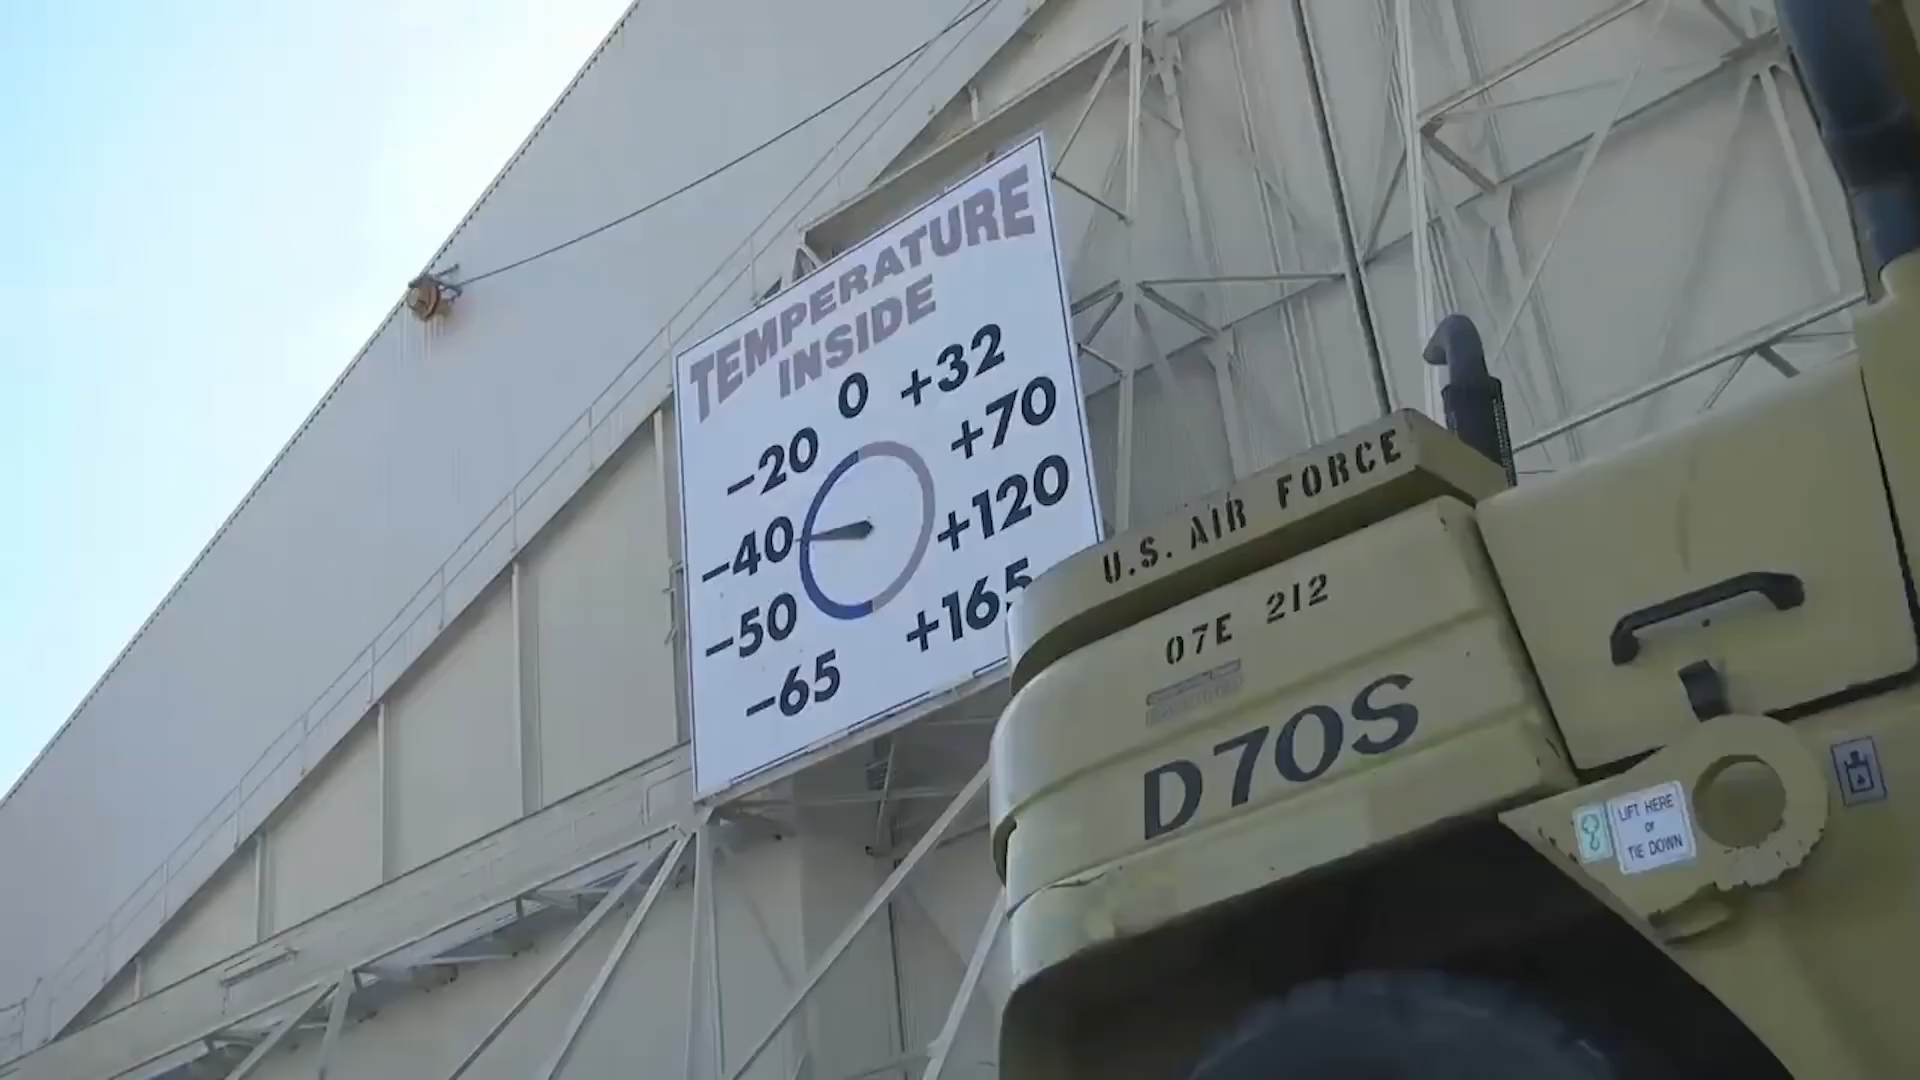 TEMPERATURE
INSIDE
0 +32
-20 +70
-40 +120
-50 +165
-65
U.S. AIR FORCE
07E 212
D70S
LIFT HERE
or
TIE DOWN